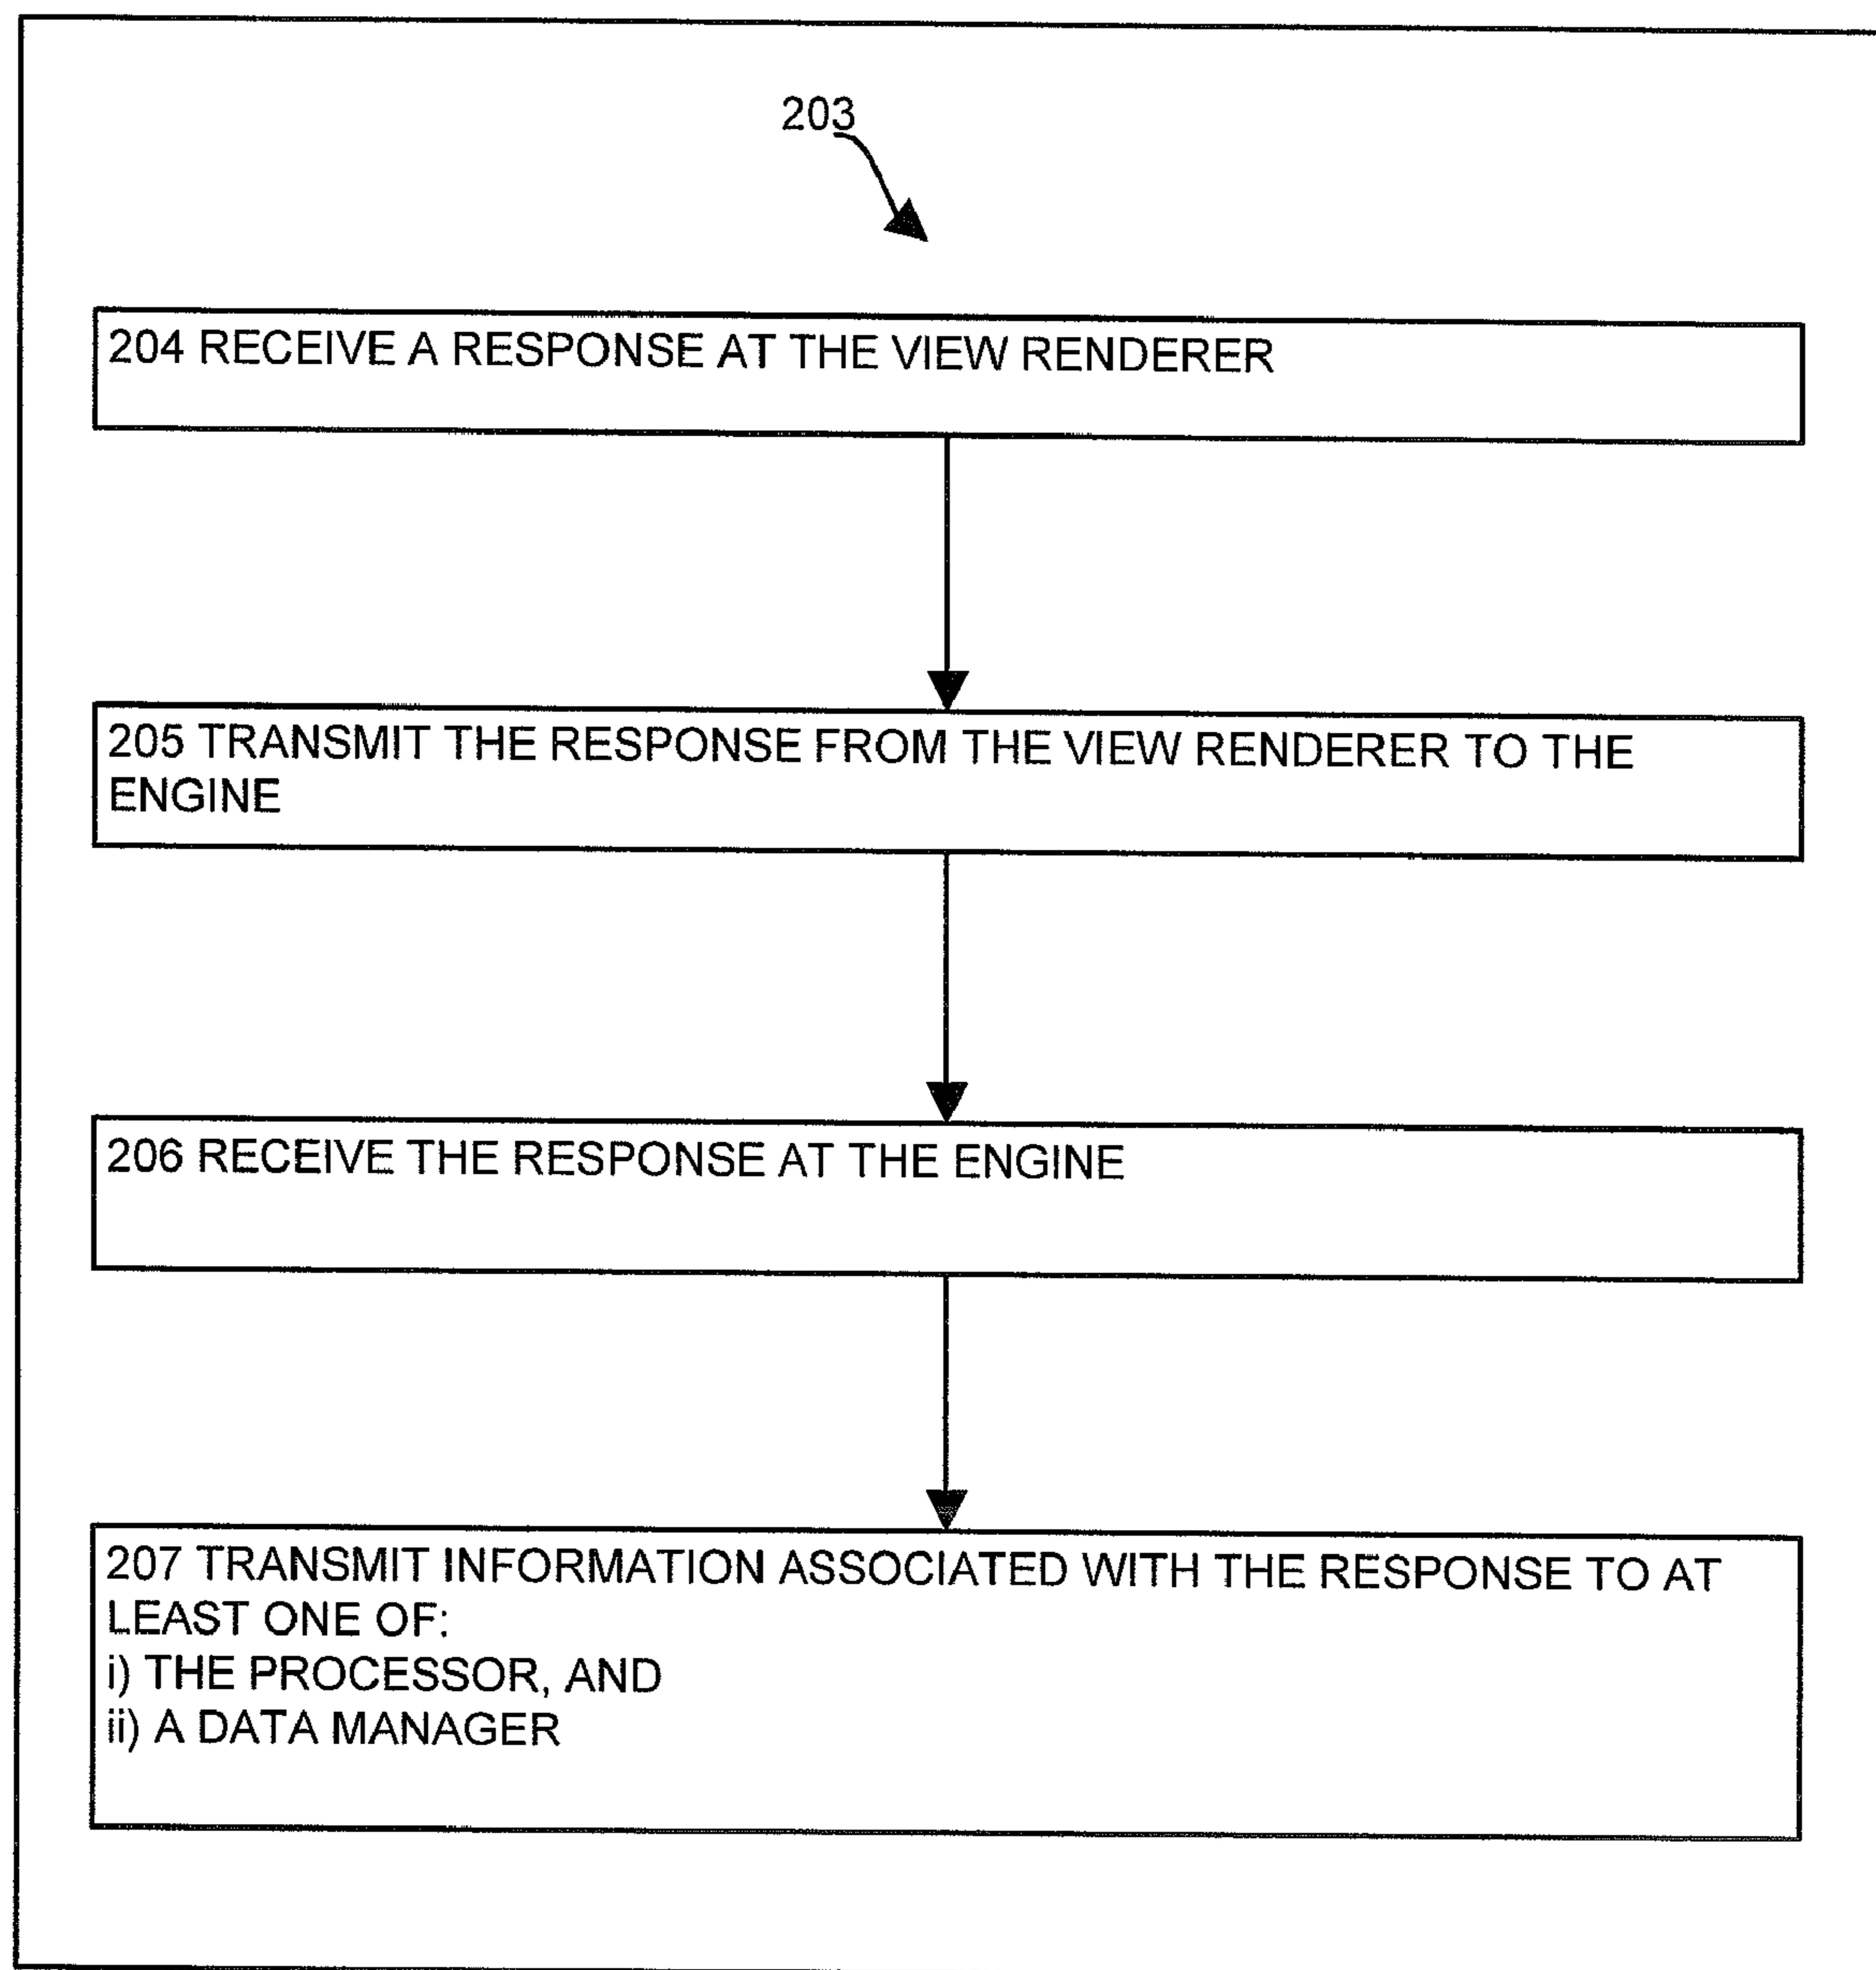 203
204 RECEIVE A RESPONSE AT THE VIEW RENDERER
205 TRANSMIT THE RESPONSE FROM THE VIEW RENDERER TO THE
ENGINE
206 RECEIVE THE RESPONSE AT THE ENGINE
207 TRANSMIT INFORMATION ASSOCIATED WITH THE RESPONSE TO AT
LEAST ONE OF:
i) THE PROCESSOR, AND
ii) A DATA MANAGER